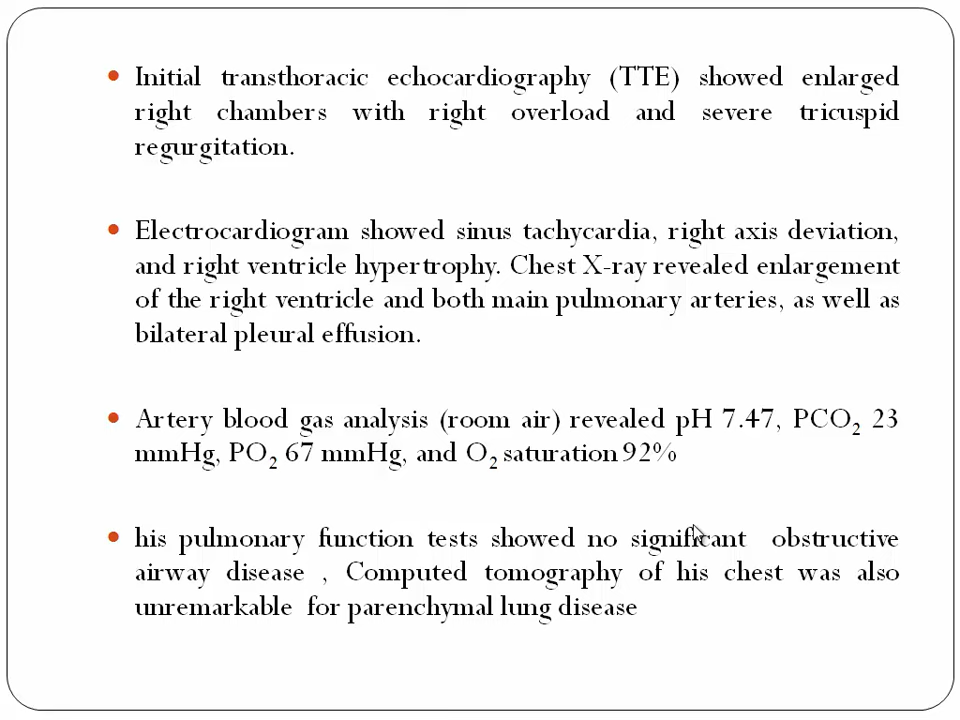 • Initial transthoracic echocardiography (TTE) showed enlarged
right chambers with right overload and severe tricuspid
regurgitation.
• Electrocardiogram showed sinus tachycardia, right axis deviation,
and right ventricle hypertrophy. Chest X-ray revealed enlargement
of the right ventricle and both main pulmonary arteries, as well as
bilateral pleural effusion.
• Artery blood gas analysis (room air) revealed pH 7.47, PCO₂ 23
mmHg, PO₂ 67 mmHg, and O₂ saturation 92%
• his pulmonary function tests showed no significant obstructive
airway disease , Computed tomography of his chest was also
unremarkable for parenchymal lung disease